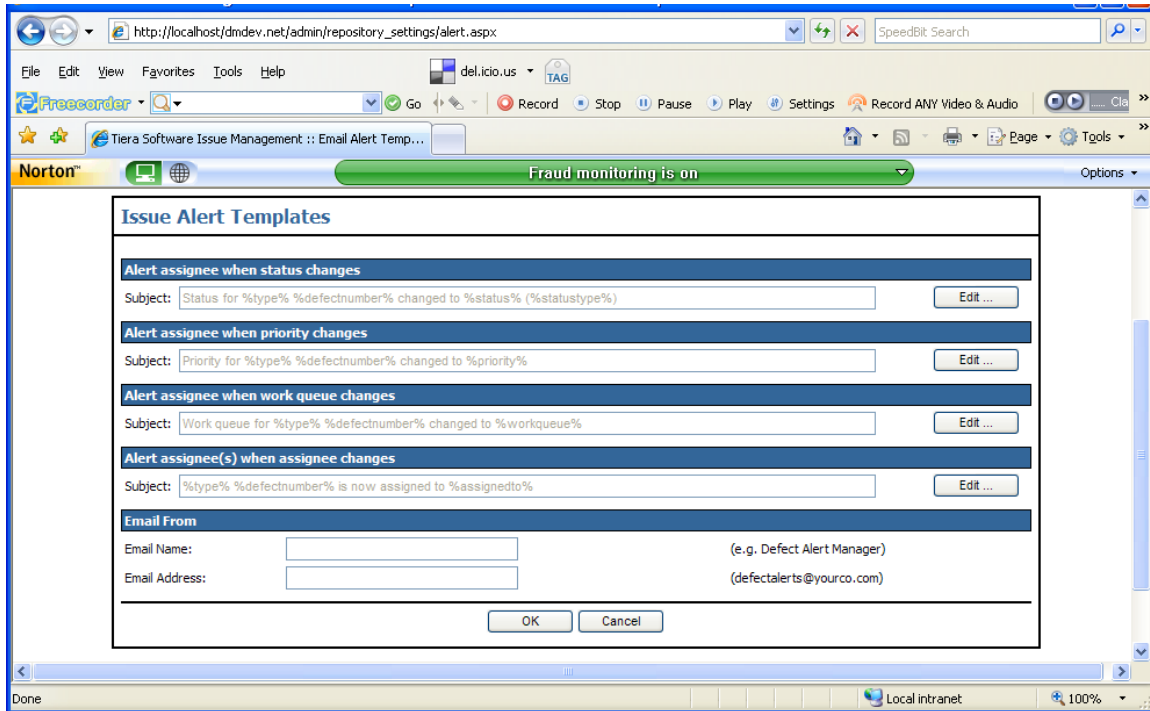 http://localhost/dmdev.net/admin/repository_settings/alert.aspx
SpeedBit Search
File Edit View Favorites Tools Help
del.icio.us
TAG
Freecorder
Go Record Stop Pause Play Settings Record ANY Video & Audio ..... Cla »
Tiera Software Issue Management :: Email Alert Temp...
Page Tools »
Norton™
Fraud monitoring is on
Options
Issue Alert Templates
Alert assignee when status changes
Subject: Status for %type% %defectnumber% changed to %status% (%statustype%) Edit ...
Alert assignee when priority changes
Subject: Priority for %type% %defectnumber% changed to %priority% Edit ...
Alert assignee when work queue changes
Subject: Work queue for %type% %defectnumber% changed to %workqueue% Edit ...
Alert assignee(s) when assignee changes
Subject: %type% %defectnumber% is now assigned to %assignedto% Edit ...
Email From
Email Name: (e.g. Defect Alert Manager)
Email Address: (defectalerts@yourco.com)
OK Cancel
Done
Local intranet
100%